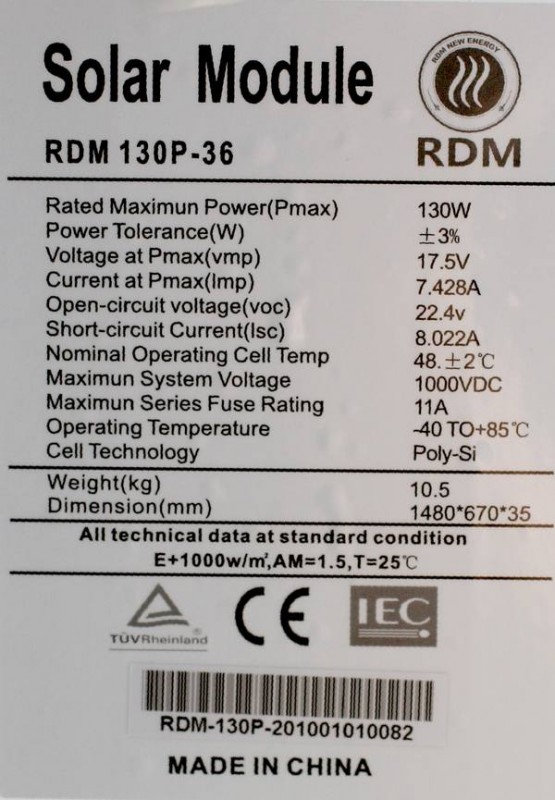 Solar Module
RDM NEW ENERGY
RDM
RDM 130P-36
Rated Maximun Power(Pmax) 130W
Power Tolerance(W) ±3%
Voltage at Pmax(vmp) 17.5V
Current at Pmax(Imp) 7.428A
Open-circuit voltage(voc) 22.4v
Short-circuit Current(Isc) 8.022A
Nominal Operating Cell Temp 48.±2℃
Maximun System Voltage 1000VDC
Maximun Series Fuse Rating 11A
Operating Temperature -40 TO+85℃
Cell Technology Poly-Si
Weight(kg) 10.5
Dimension(mm) 1480*670*35
All technical data at standard condition
E+1000w/㎡,AM=1.5,T=25℃
TÜVRheinland® CE IEC
RDM-130P-201001010082
MADE IN CHINA